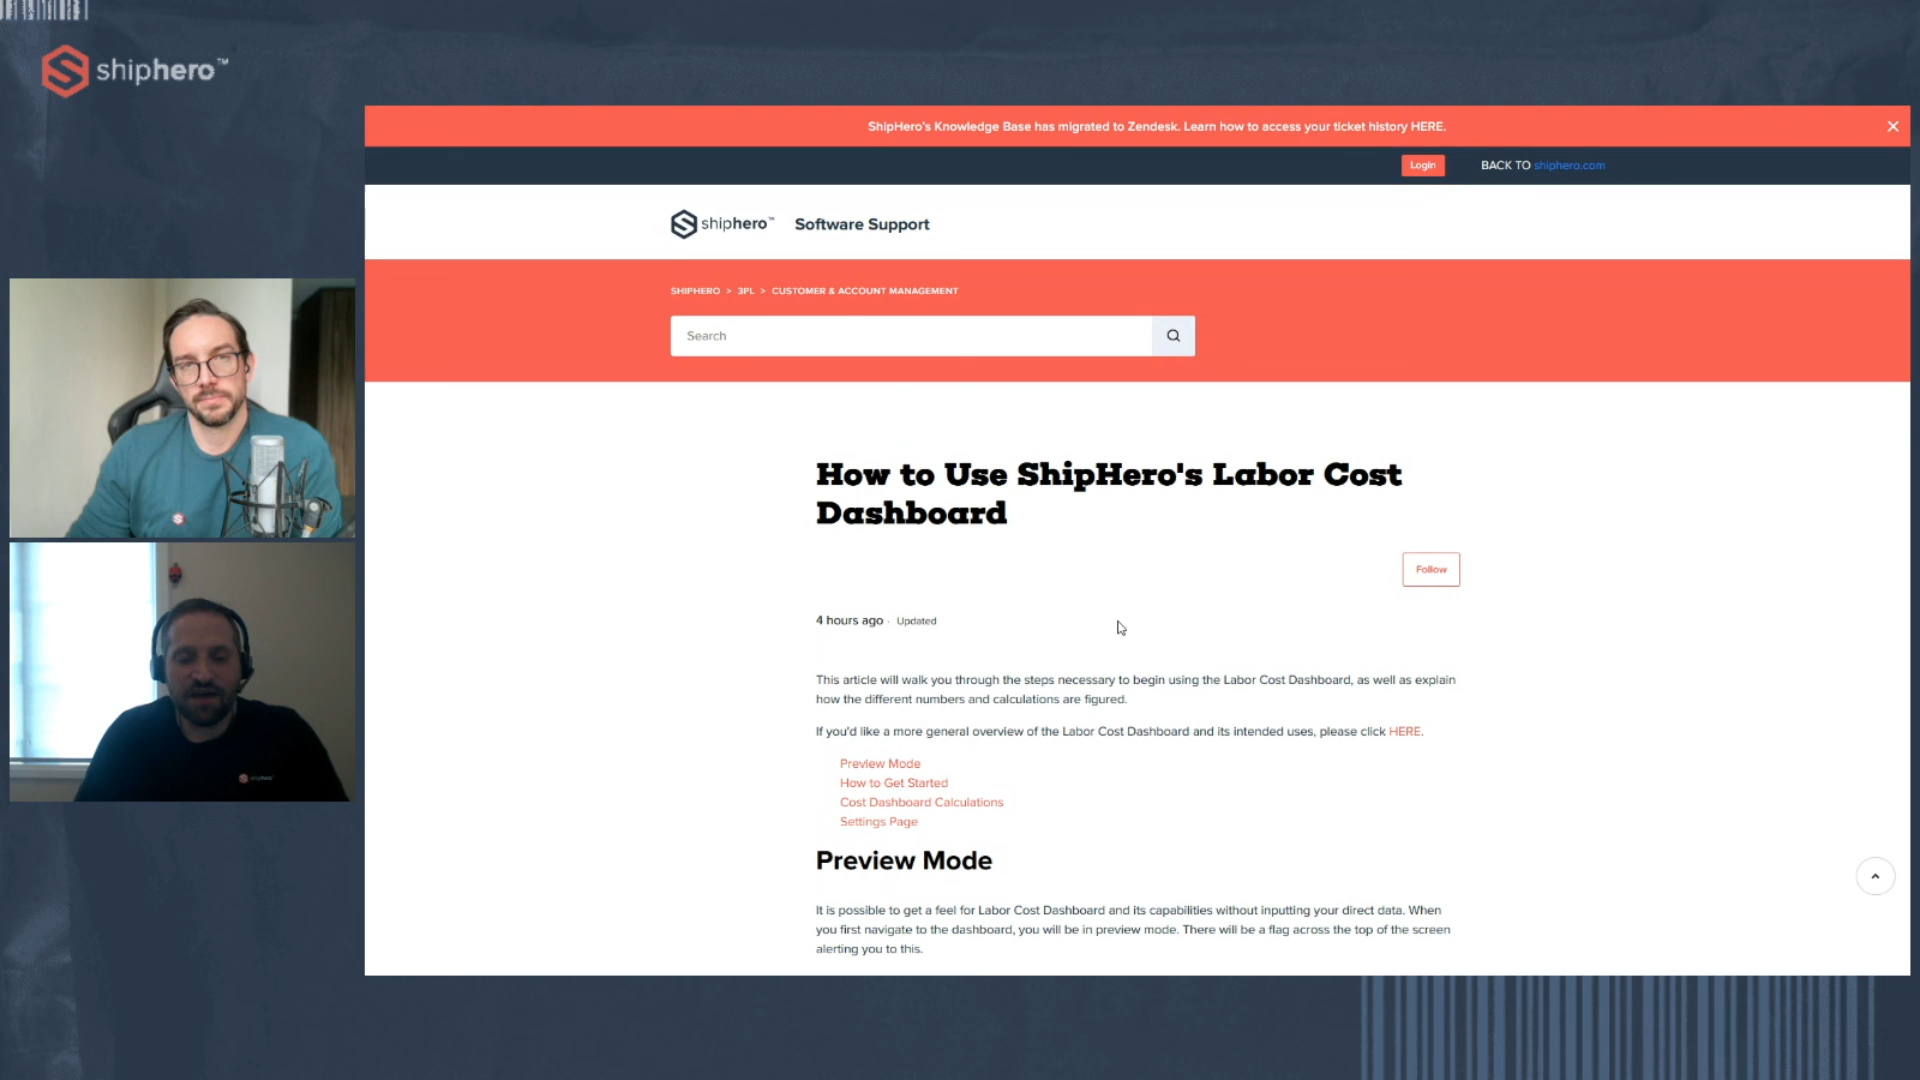 shiphero™
ShipHero's Knowledge Base has migrated to Zendesk. Learn how to access your ticket history HERE.
Login
BACK TO shiphero.com
shiphero™ Software Support
SHIPHERO > 3PL > CUSTOMER & ACCOUNT MANAGEMENT
Search
How to Use ShipHero's Labor Cost
Dashboard
Follow
4 hours ago · Updated
This article will walk you through the steps necessary to begin using the Labor Cost Dashboard, as well as explain
how the different numbers and calculations are figured.
If you'd like a more general overview of the Labor Cost Dashboard and its intended uses, please click HERE.
Preview Mode
How to Get Started
Cost Dashboard Calculations
Settings Page
Preview Mode
It is possible to get a feel for Labor Cost Dashboard and its capabilities without inputting your direct data. When
you first navigate to the dashboard, you will be in preview mode. There will be a flag across the top of the screen
alerting you to this.